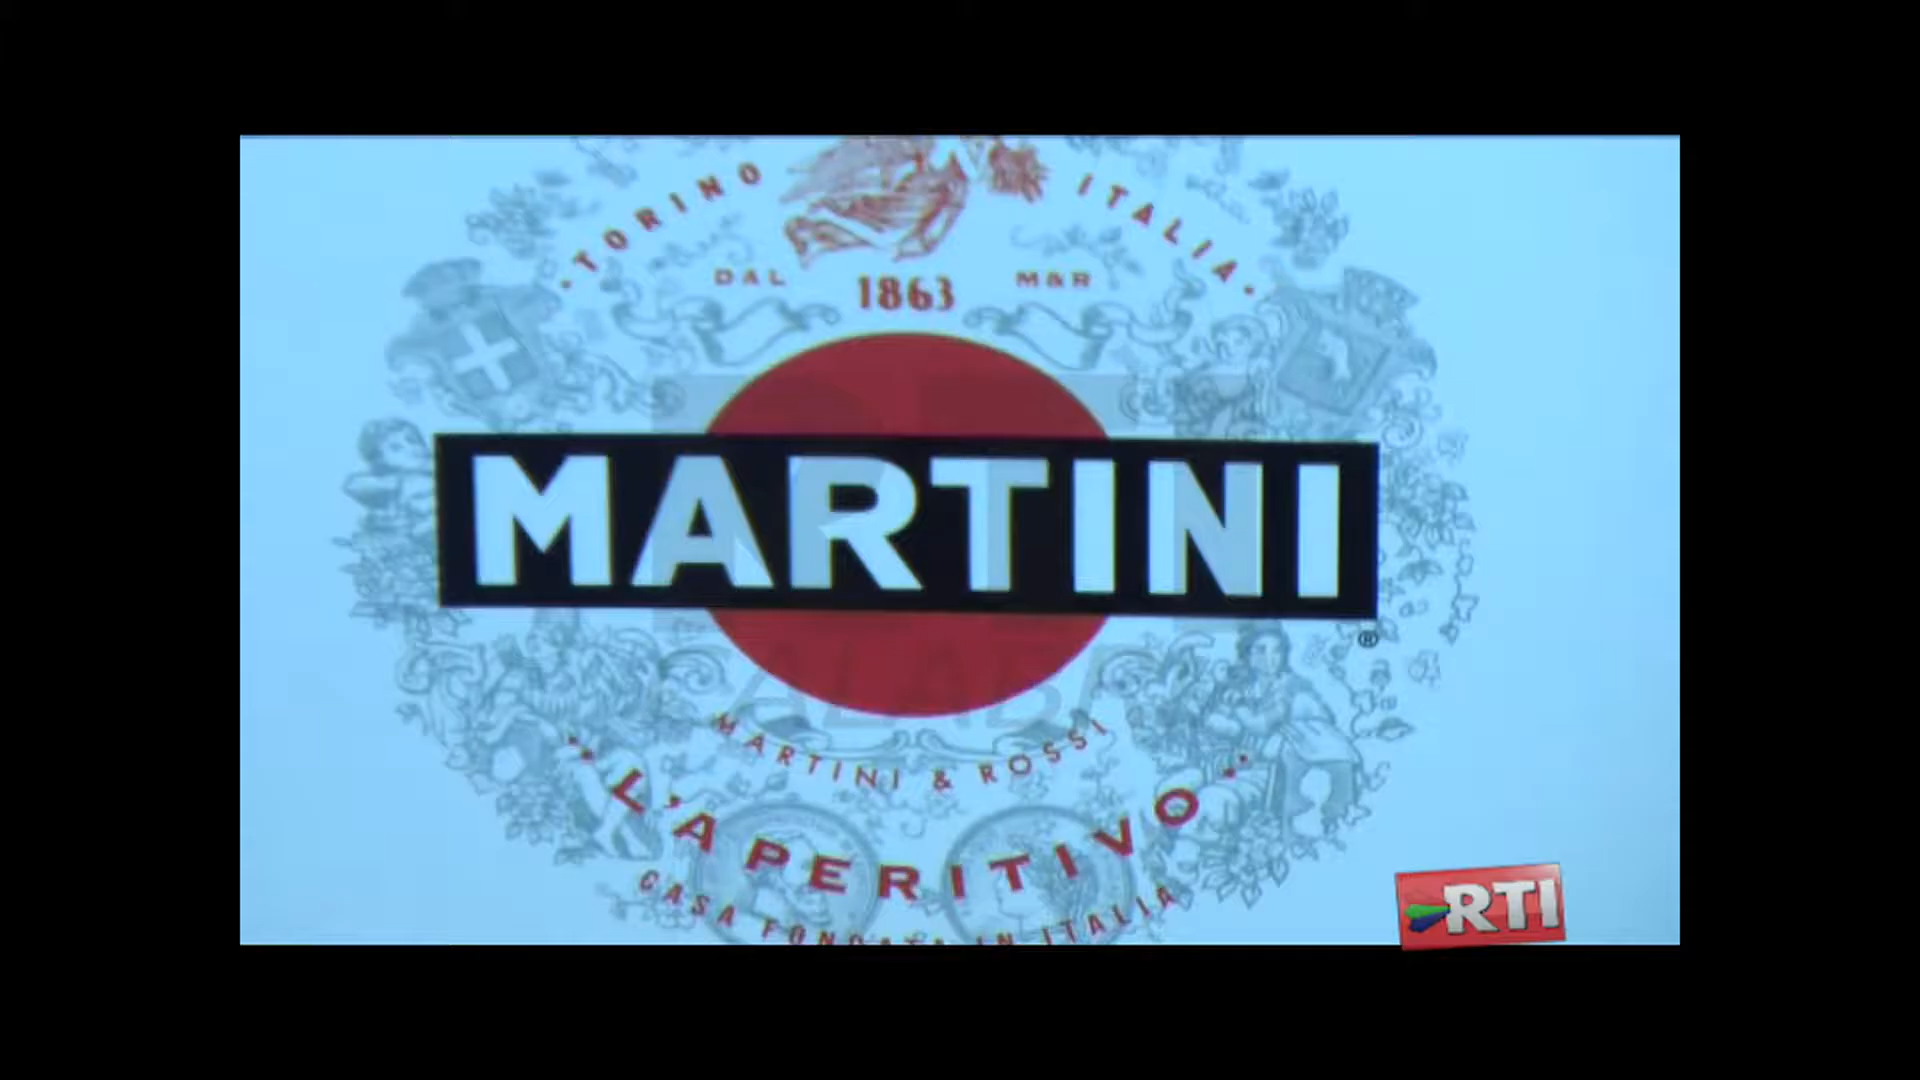 TORINO ITALIA
DAL 1863 M&R
MARTINI
®
MARTINI & ROSSI
L'APERITIVO
CASA FONDATA IN ITALIA
RTI